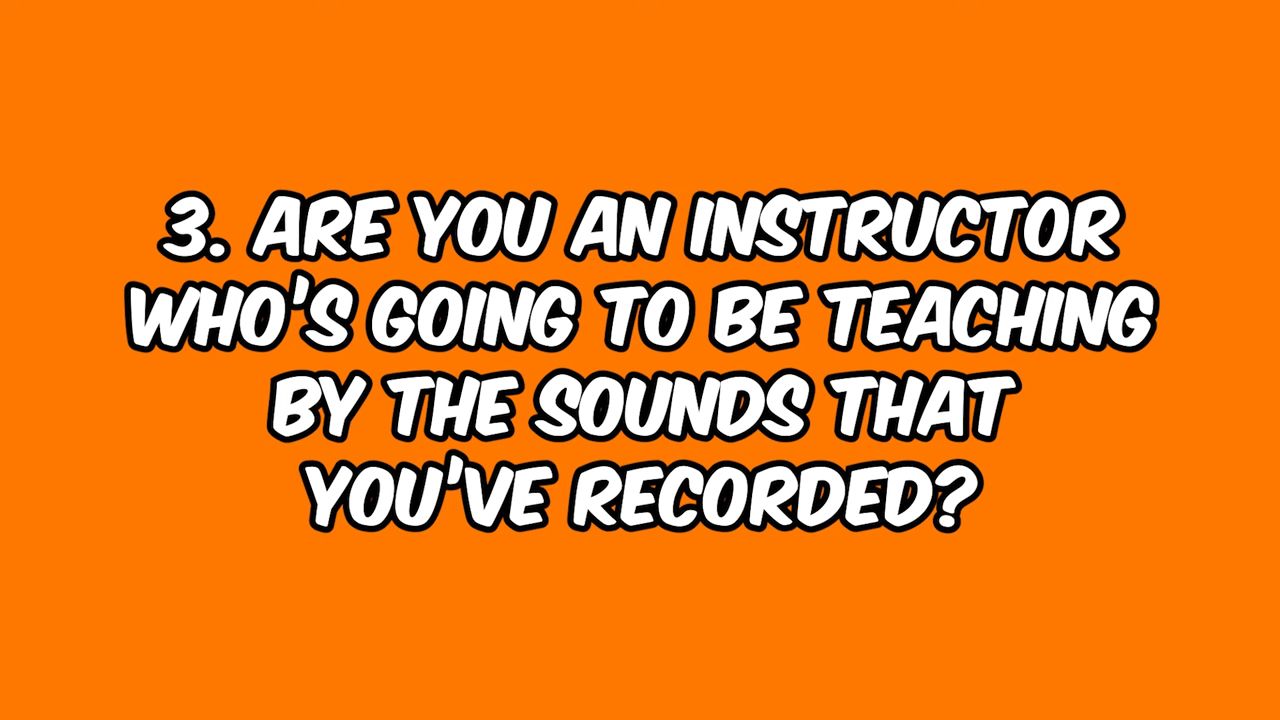 3. ARE YOU AN INSTRUCTOR
WHO'S GOING TO BE TEACHING
BY THE SOUNDS THAT
YOU'VE RECORDED?